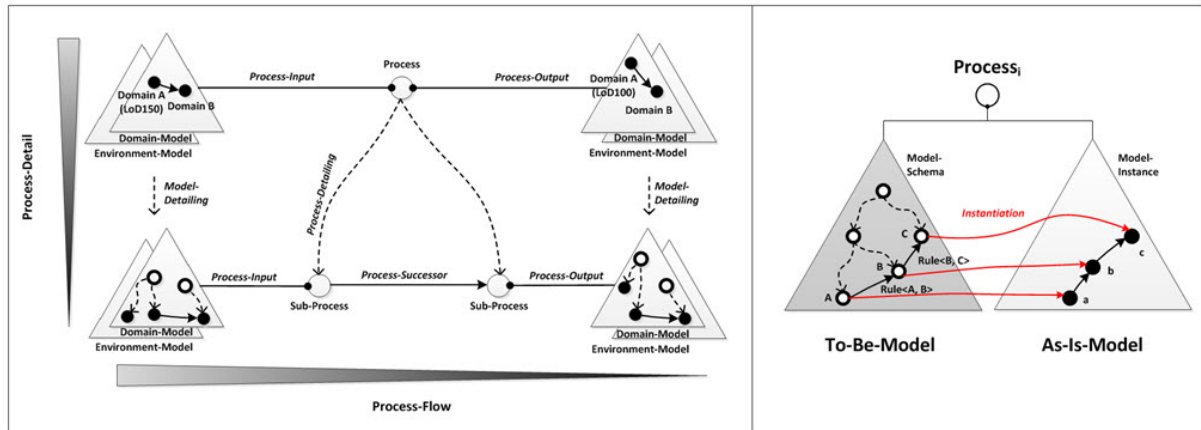 Process-Detail
Process-Input
Process
Process-Output
Domain A
(LoD150)
Domain B
Domain-Model
Environment-Model
Domain A
(LoD100)
Domain B
Domain-Model
Environment-Model
Model-
Detailing
Process-Detailing
Model-
Detailing
Process-Input
Process-Successor
Process-Output
Sub-Process
Sub-Process
Domain-Model
Environment-Model
Domain-Model
Environment-Model
Process-Flow
Processi
Model-
Schema
Model-
Instance
Instantiation
C
Rule<B, C>
B
Rule<A, B>
A
c
b
a
To-Be-Model
As-Is-Model